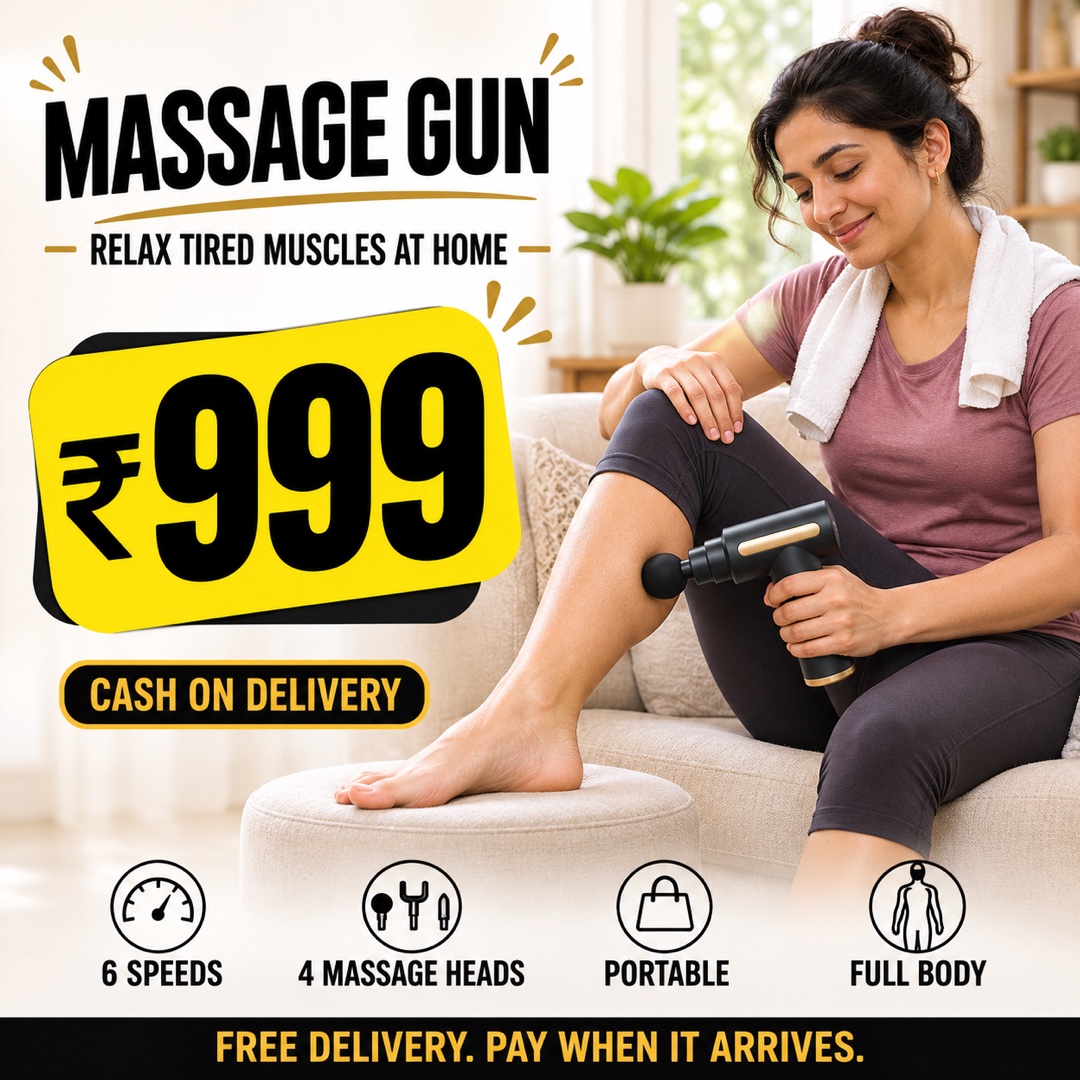 MASSAGE GUN
RELAX TIRED MUSCLES AT HOME
₹999
CASH ON DELIVERY
6 SPEEDS
4 MASSAGE HEADS
PORTABLE
FULL BODY
FREE DELIVERY. PAY WHEN IT ARRIVES.